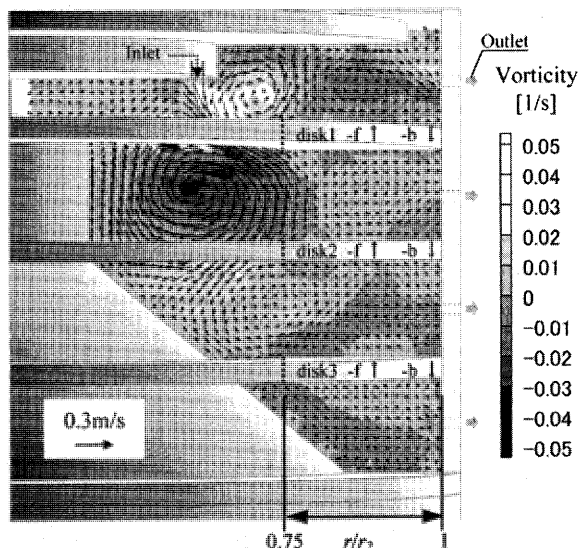 Inlet
Outlet
Vorticity
[1/s]
disk1 -f ↑ -b ↓
disk2 -f ↑ -b ↓
disk3 -f ↑ -b ↓
0.05
0.04
0.03
0.02
0.01
0
-0.01
-0.02
-0.03
-0.04
-0.05
0.3m/s
0.75 r/r₂ 1